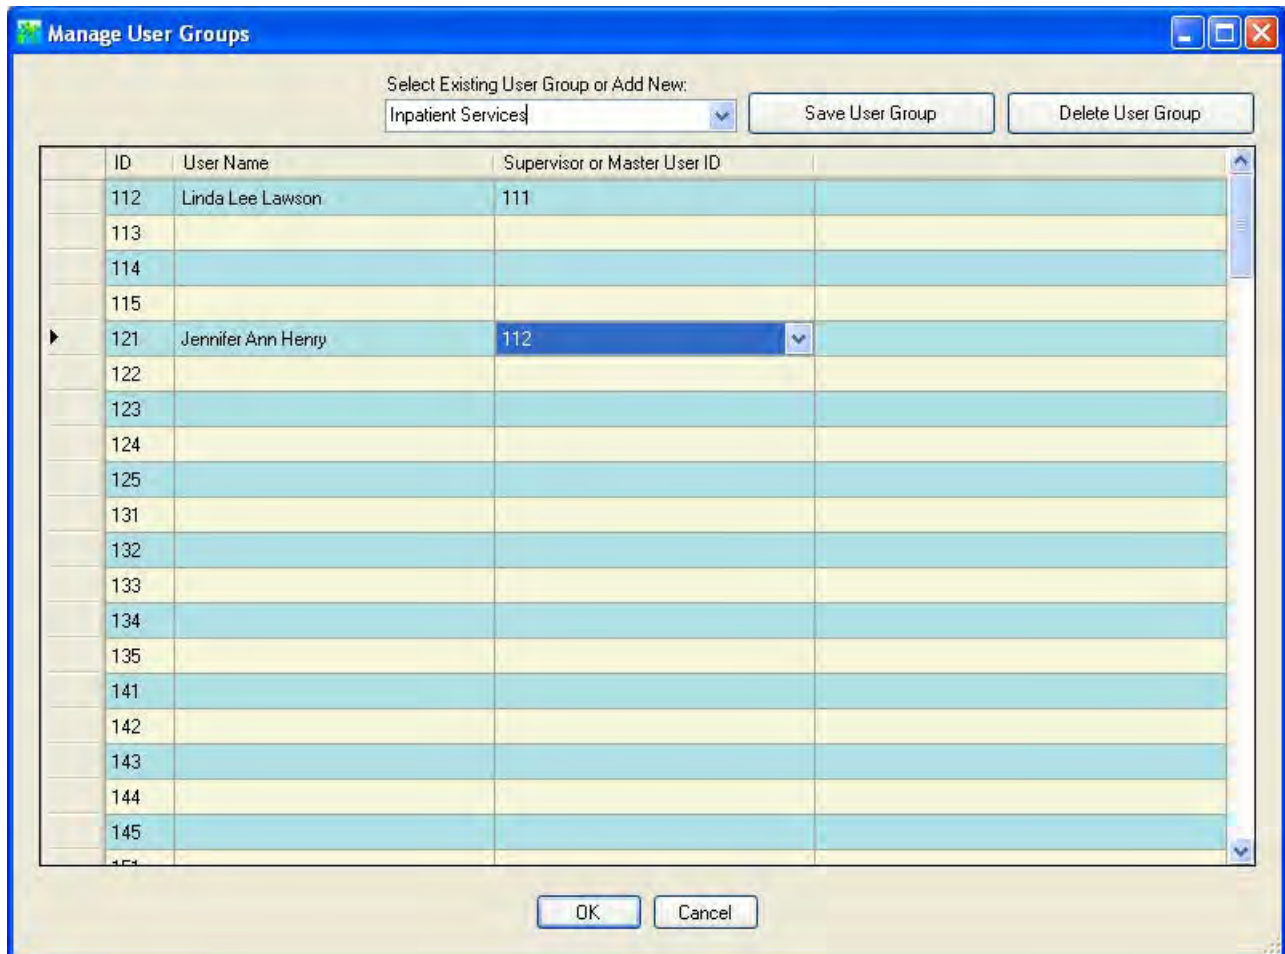 Manage User Groups
Select Existing User Group or Add New:
Inpatient Services
Save User Group
Delete User Group
ID User Name Supervisor or Master User ID
112 Linda Lee Lawson 111
113
114
115
121 Jennifer Ann Henry 112
122
123
124
125
131
132
133
134
135
141
142
143
144
145
OK Cancel